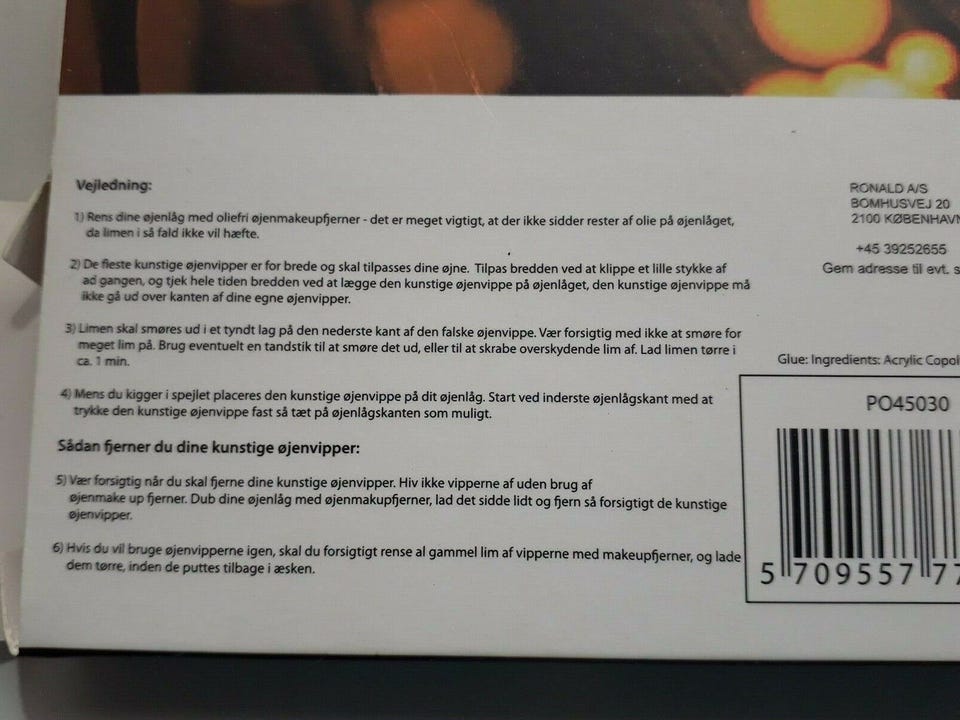 Vejledning:
1) Rens dine øjenlåg med oliefri øjenmakeupfjerner - det er meget vigtigt, at der ikke sidder rester af olie på øjenlåget,
da limen i så fald ikke vil hæfte.
2) De fleste kunstige øjenvipper er for brede og skal tilpasses dine øjne. Tilpas bredden ved at klippe et lille stykke af
ad gangen, og tjek hele tiden bredden ved at lægge den kunstige øjenvippe på øjenlåget, den kunstige øjenvippe må
ikke gå ud over kanten af dine egne øjenvipper.
3) Limen skal smøres ud i et tyndt lag på den nederste kant af den falske øjenvippe. Vær forsigtig med ikke at smøre for
meget lim på. Brug eventuelt en tandstik til at smøre det ud, eller til at skrabe overskydende lim af. Lad limen tørre i
ca. 1 min.
4) Mens du kigger i spejlet placeres den kunstige øjenvippe på dit øjenlåg. Start ved inderste øjenlågskant med at
trykke den kunstige øjenvippe fast så tæt på øjenlågskanten som muligt.
Sådan fjerner du dine kunstige øjenvipper:
5) Vær forsigtig når du skal fjerne dine kunstige øjenvipper. Hiv ikke vipperne af uden brug af
øjenmake up fjerner. Dub dine øjenlåg med øjenmakupfjerner, lad det sidde lidt og fjern så forsigtigt de kunstige
øjenvipper.
6) Hvis du vil bruge øjenvipperne igen, skal du forsigtigt rense al gammel lim af vipperne med makeupfjerner, og lade
dem tørre, inden de puttes tilbage i æsken.
RONALD A/S
BOMHUSVEJ 20
2100 KØBENHAVN
+45 39252655
Gem adresse til evt. s
Glue: Ingredients: Acrylic Copol
PO45030
5 709557 77